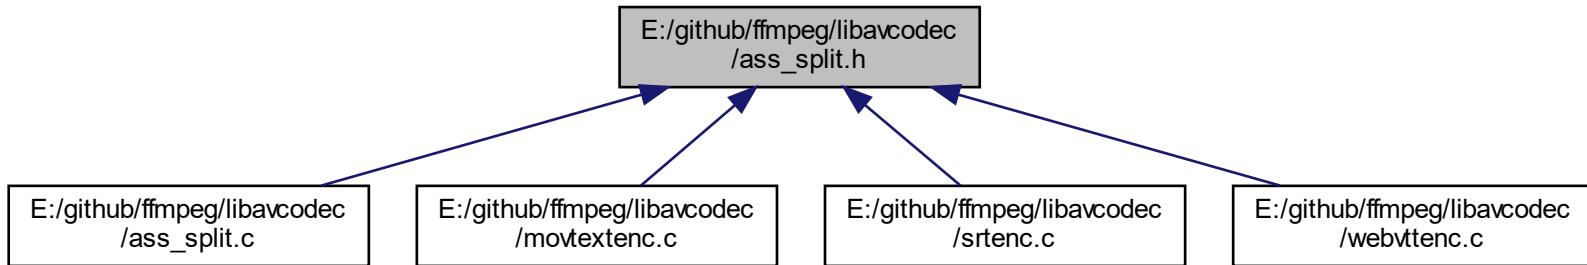 E:/github/ffmpeg/libavcodec
/ass_split.h
E:/github/ffmpeg/libavcodec
/ass_split.c
E:/github/ffmpeg/libavcodec
/movtextenc.c
E:/github/ffmpeg/libavcodec
/srtenc.c
E:/github/ffmpeg/libavcodec
/webvttenc.c